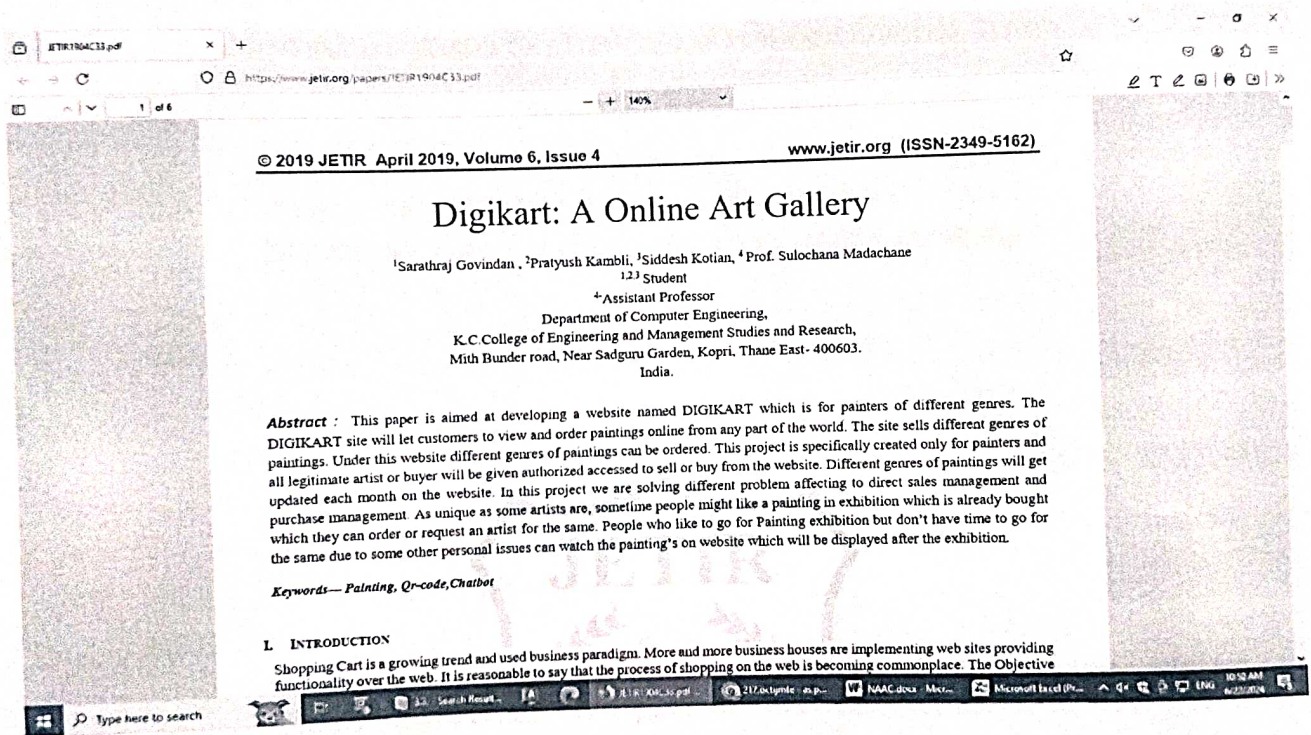 JETIR1904C33.pdf
https://www.jetir.org/papers/JETIR1904C33.pdf
1 of 6
140%
© 2019 JETIR April 2019, Volume 6, Issue 4
www.jetir.org (ISSN-2349-5162)
Digikart: A Online Art Gallery
¹Sarathraj Govindan , ²Pratyush Kambli, ³Siddesh Kotian, ⁴ Prof. Sulochana Madachane
¹,²,³ Student
⁴ Assistant Professor
Department of Computer Engineering,
K.C.College of Engineering and Management Studies and Research,
Mith Bunder road, Near Sadguru Garden, Kopri, Thane East- 400603.
India.
Abstract : This paper is aimed at developing a website named DIGIKART which is for painters of different genres. The
DIGIKART site will let customers to view and order paintings online from any part of the world. The site sells different genres of
paintings. Under this website different genres of paintings can be ordered. This project is specifically created only for painters and
all legitimate artist or buyer will be given authorized accessed to sell or buy from the website. Different genres of paintings will get
updated each month on the website. In this project we are solving different problem affecting to direct sales management and
purchase management. As unique as some artists are, sometime people might like a painting in exhibition which is already bought
which they can order or request an artist for the same. People who like to go for Painting exhibition but don't have time to go for
the same due to some other personal issues can watch the painting's on website which will be displayed after the exhibition.
JETIR
Keywords— Painting, Qr-code,Chatbot
I. INTRODUCTION
Shopping Cart is a growing trend and used business paradigm. More and more business houses are implementing web sites providing
functionality over the web. It is reasonable to say that the process of shopping on the web is becoming commonplace. The Objective
Type here to search
Search Result...
NAAC.docx - Micr...
Microsoft Excel (Pr...
ENG
10:50 AM
6/22/2024